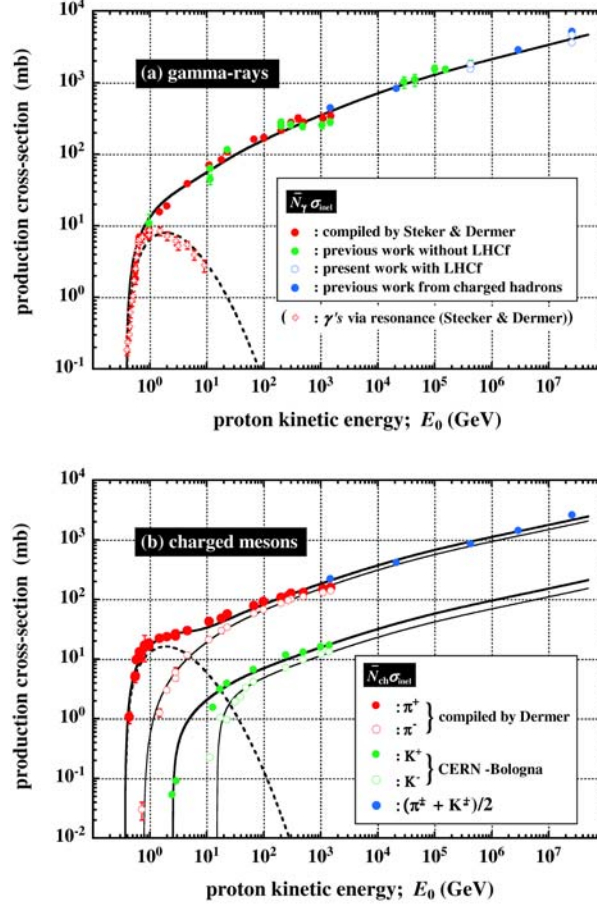 production cross-section (mb)
10^4
10^3
10^2
10^1
10^0
10^-1
(a) gamma-rays
N̄γ σinel
: compiled by Steker & Dermer
: previous work without LHCf
: present work with LHCf
: previous work from charged hadrons
( : γ's via resonance (Stecker & Dermer))
10^0 10^1 10^2 10^3 10^4 10^5 10^6 10^7
proton kinetic energy; E0 (GeV)
production cross-section (mb)
10^4
10^3
10^2
10^1
10^0
10^-1
10^-2
(b) charged mesons
N̄ch σinel
: π+
: π-
} compiled by Dermer
: K+
: K-
} CERN -Bologna
: (π± + K±)/2
10^0 10^1 10^2 10^3 10^4 10^5 10^6 10^7
proton kinetic energy; E0 (GeV)